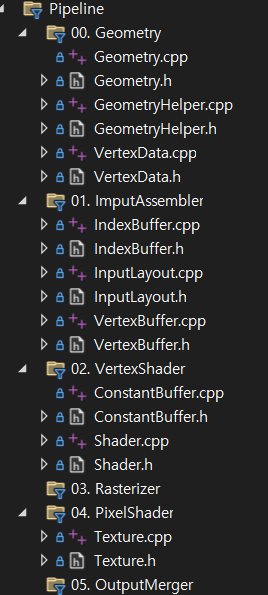 Pipeline
00. Geometry
Geometry.cpp
Geometry.h
GeometryHelper.cpp
GeometryHelper.h
VertexData.cpp
VertexData.h
01. ImputAssembler
IndexBuffer.cpp
IndexBuffer.h
InputLayout.cpp
InputLayout.h
VertexBuffer.cpp
VertexBuffer.h
02. VertexShader
ConstantBuffer.cpp
ConstantBuffer.h
Shader.cpp
Shader.h
03. Rasterizer
04. PixelShader
Texture.cpp
Texture.h
05. OutputMerger